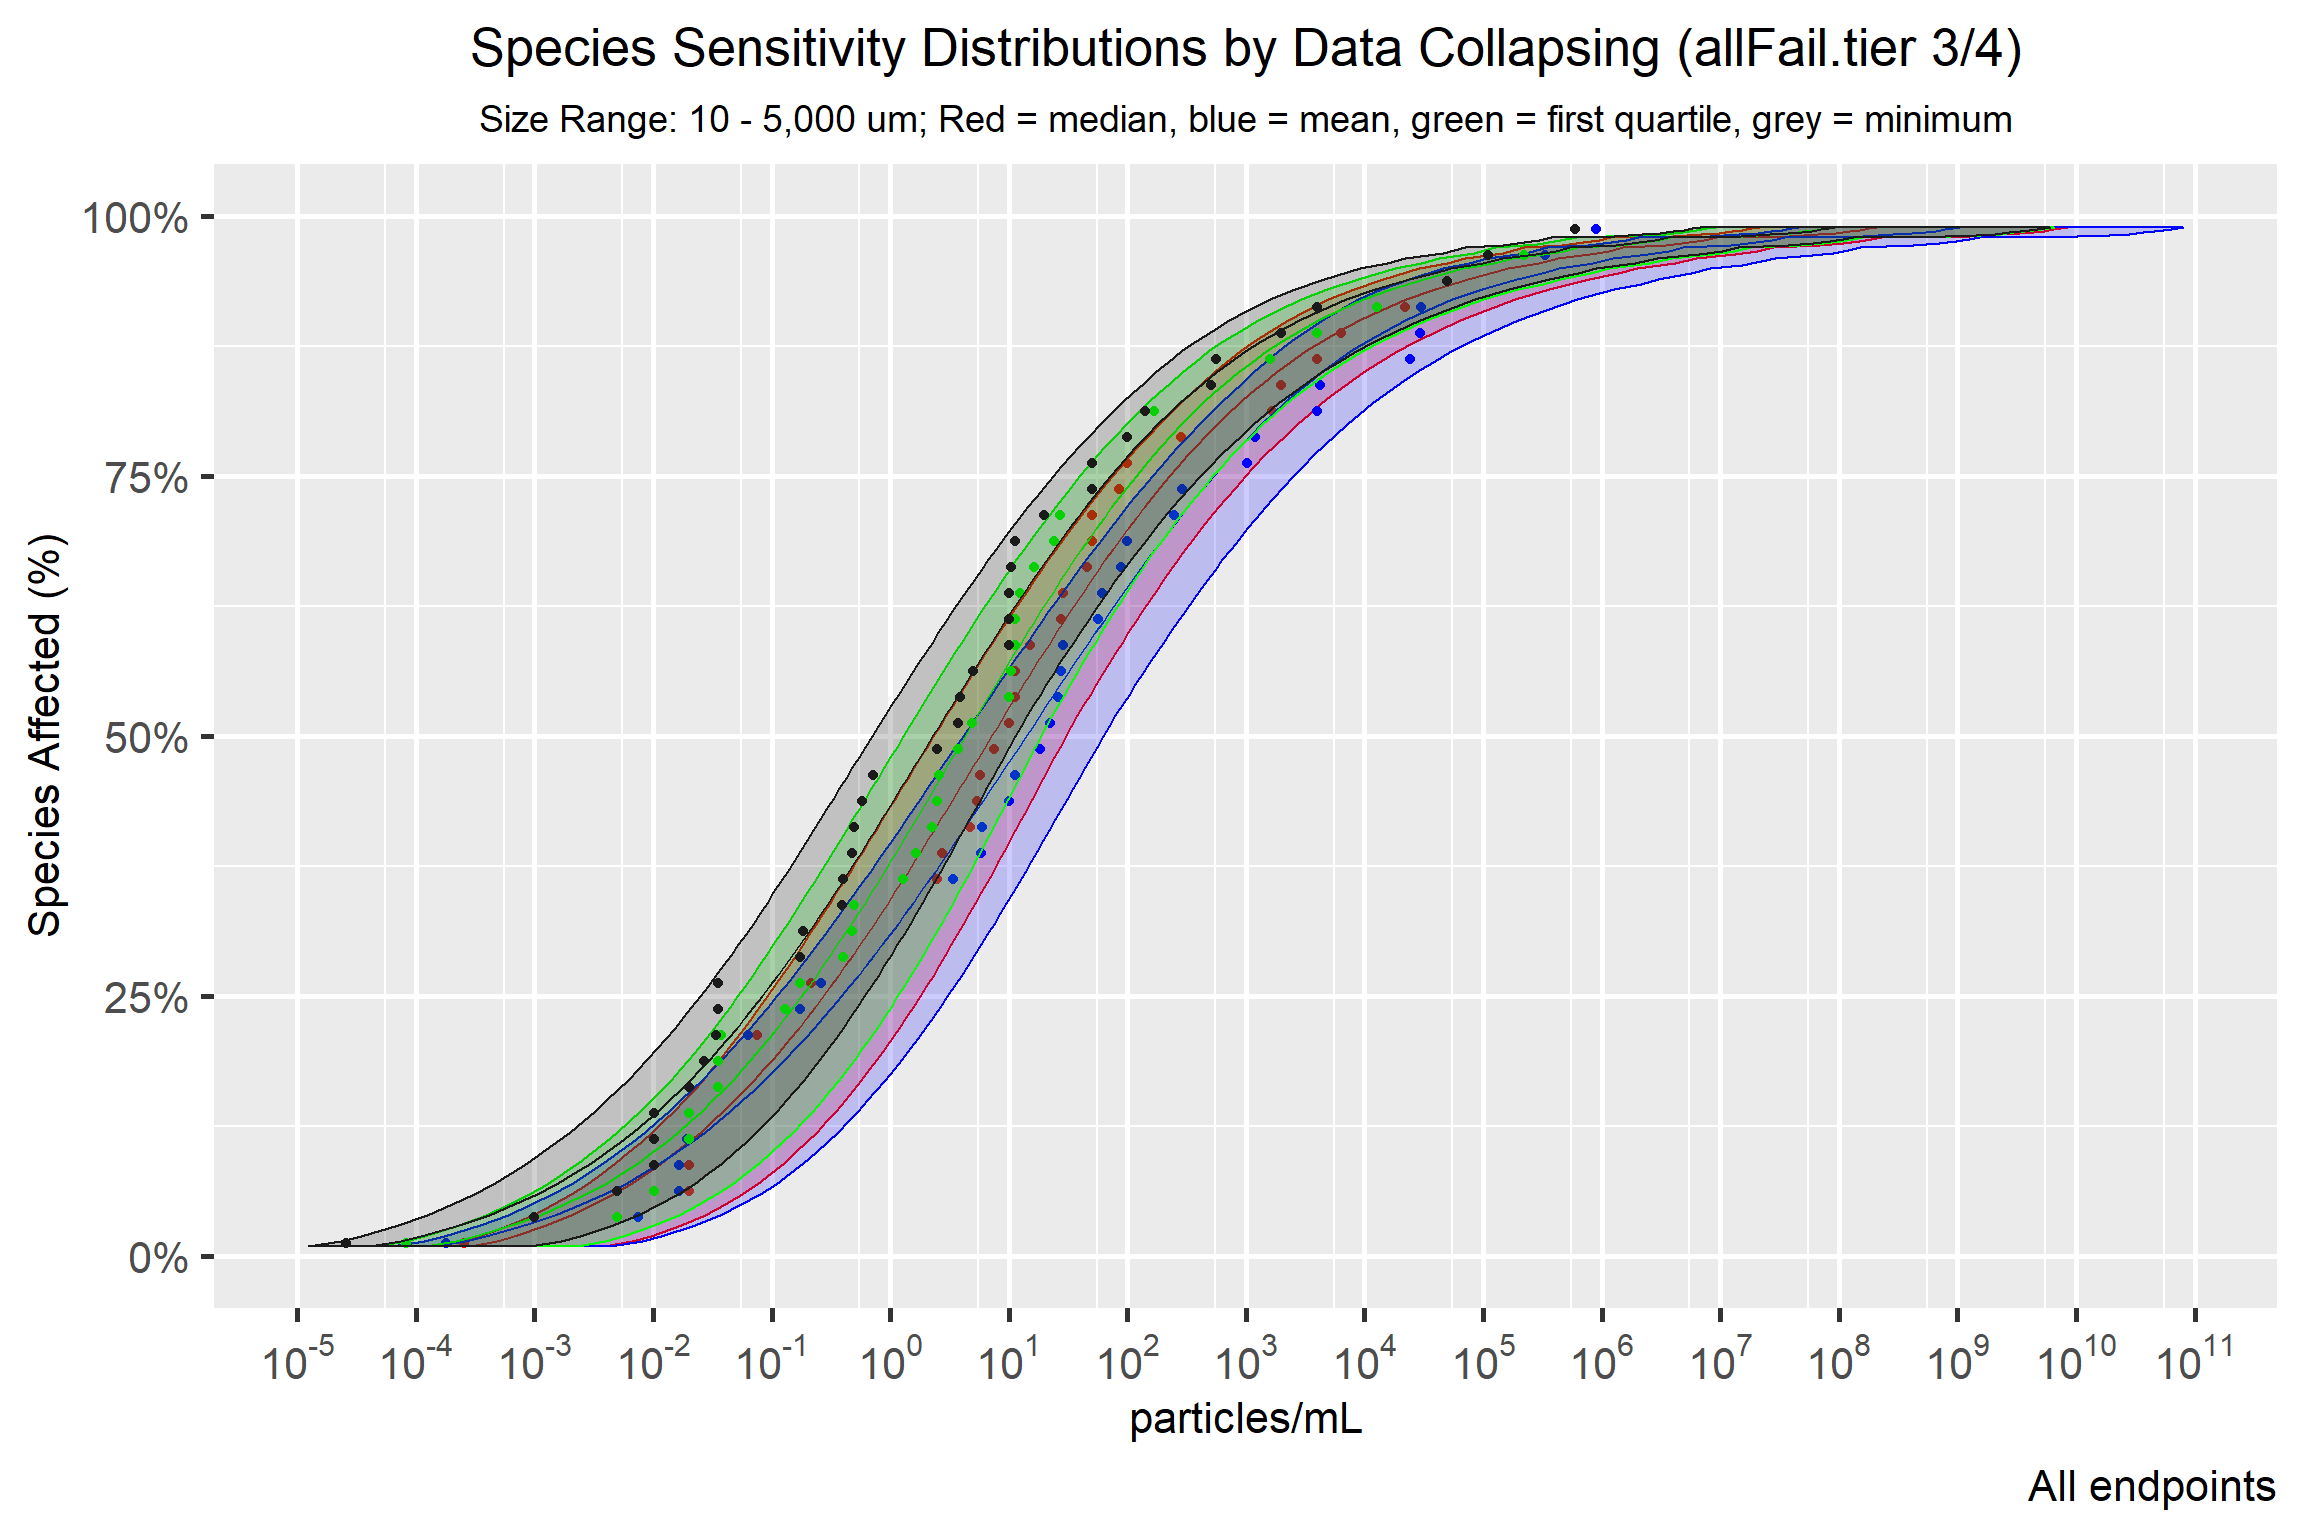 Species Sensitivity Distributions by Data Collapsing (allFail.tier 3/4)
Size Range: 10 - 5,000 um; Red = median, blue = mean, green = first quartile, grey = minimum
100%
75%
50%
25%
0%
Species Affected (%)
10⁻⁵ 10⁻⁴ 10⁻³ 10⁻² 10⁻¹ 10⁰ 10¹ 10² 10³ 10⁴ 10⁵ 10⁶ 10⁷ 10⁸ 10⁹ 10¹⁰ 10¹¹
particles/mL
All endpoints